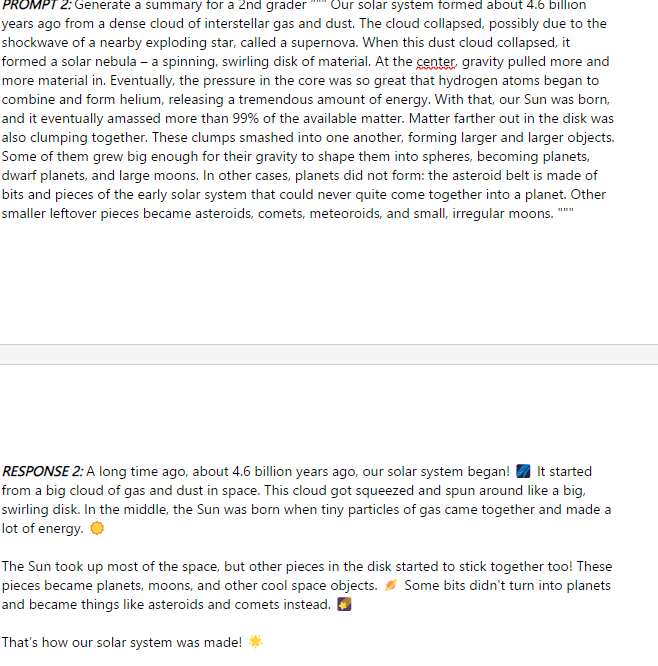 PROMPT 2: Generate a summary for a 2nd grader """ Our solar system formed about 4.6 billion
years ago from a dense cloud of interstellar gas and dust. The cloud collapsed, possibly due to the
shockwave of a nearby exploding star, called a supernova. When this dust cloud collapsed, it
formed a solar nebula – a spinning, swirling disk of material. At the center, gravity pulled more and
more material in. Eventually, the pressure in the core was so great that hydrogen atoms began to
combine and form helium, releasing a tremendous amount of energy. With that, our Sun was born,
and it eventually amassed more than 99% of the available matter. Matter farther out in the disk was
also clumping together. These clumps smashed into one another, forming larger and larger objects.
Some of them grew big enough for their gravity to shape them into spheres, becoming planets,
dwarf planets, and large moons. In other cases, planets did not form: the asteroid belt is made of
bits and pieces of the early solar system that could never quite come together into a planet. Other
smaller leftover pieces became asteroids, comets, meteoroids, and small, irregular moons. """
RESPONSE 2: A long time ago, about 4.6 billion years ago, our solar system began! 🌌 It started
from a big cloud of gas and dust in space. This cloud got squeezed and spun around like a big,
swirling disk. In the middle, the Sun was born when tiny particles of gas came together and made a
lot of energy. 🌞
The Sun took up most of the space, but other pieces in the disk started to stick together too! These
pieces became planets, moons, and other cool space objects. 🪐 Some bits didn't turn into planets
and became things like asteroids and comets instead. 🌠
That's how our solar system was made! 🌟